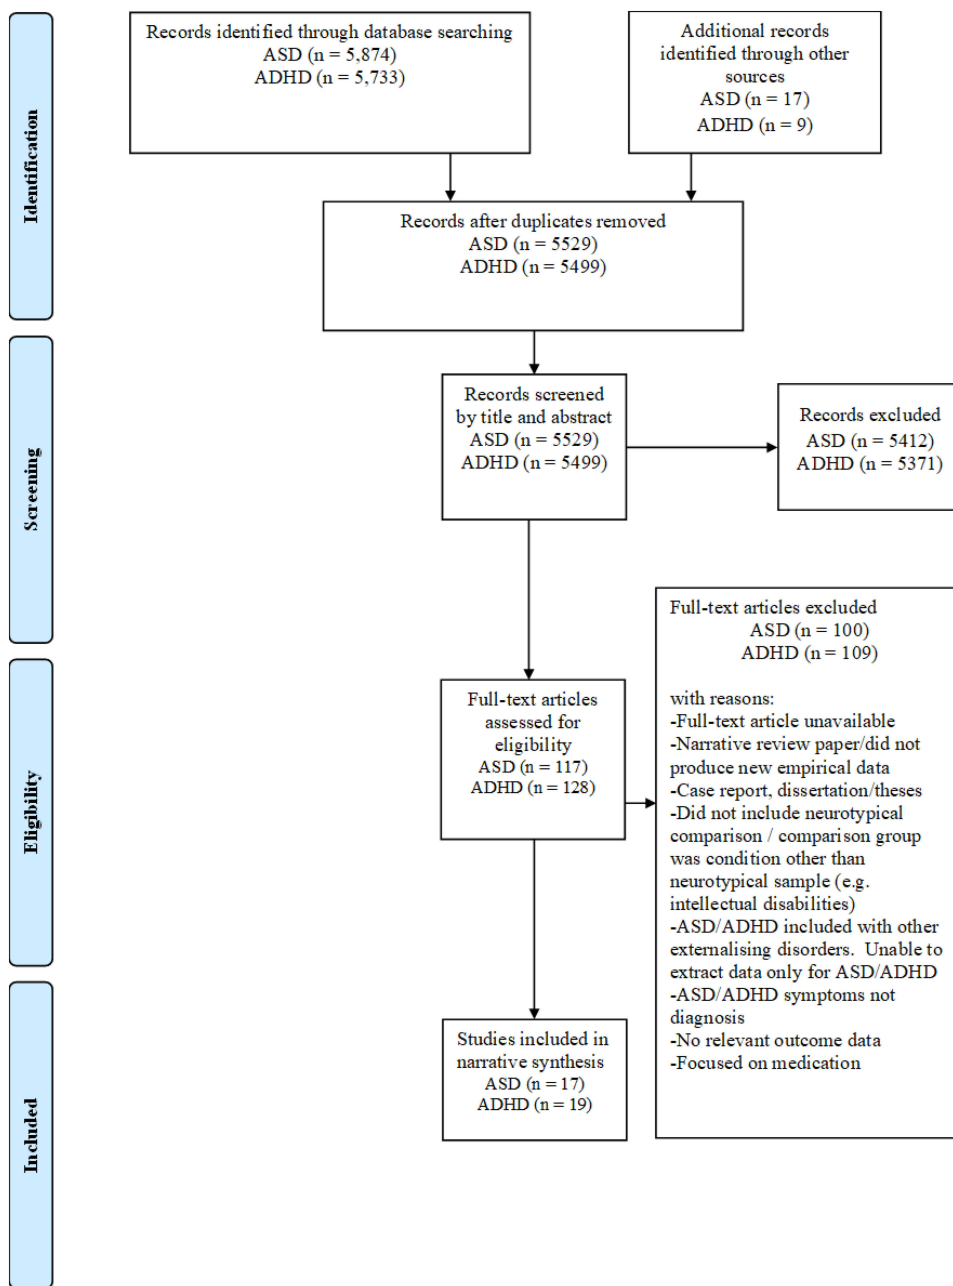 Identification
Records identified through database searching
ASD (n = 5,874)
ADHD (n = 5,733)
Additional records
identified through other
sources
ASD (n = 17)
ADHD (n = 9)
Records after duplicates removed
ASD (n = 5529)
ADHD (n = 5499)
Screening
Records screened
by title and abstract
ASD (n = 5529)
ADHD (n = 5499)
Records excluded
ASD (n = 5412)
ADHD (n = 5371)
Eligibility
Full-text articles
assessed for
eligibility
ASD (n = 117)
ADHD (n = 128)
Full-text articles excluded
ASD (n = 100)
ADHD (n = 109)
with reasons:
-Full-text article unavailable
-Narrative review paper/did not
produce new empirical data
-Case report, dissertation/theses
-Did not include neurotypical
comparison / comparison group
was condition other than
neurotypical sample (e.g.
intellectual disabilities)
-ASD/ADHD included with other
externalising disorders.  Unable to
extract data only for ASD/ADHD
-ASD/ADHD symptoms not
diagnosis
-No relevant outcome data
-Focused on medication
Included
Studies included in
narrative synthesis
ASD (n = 17)
ADHD (n = 19)